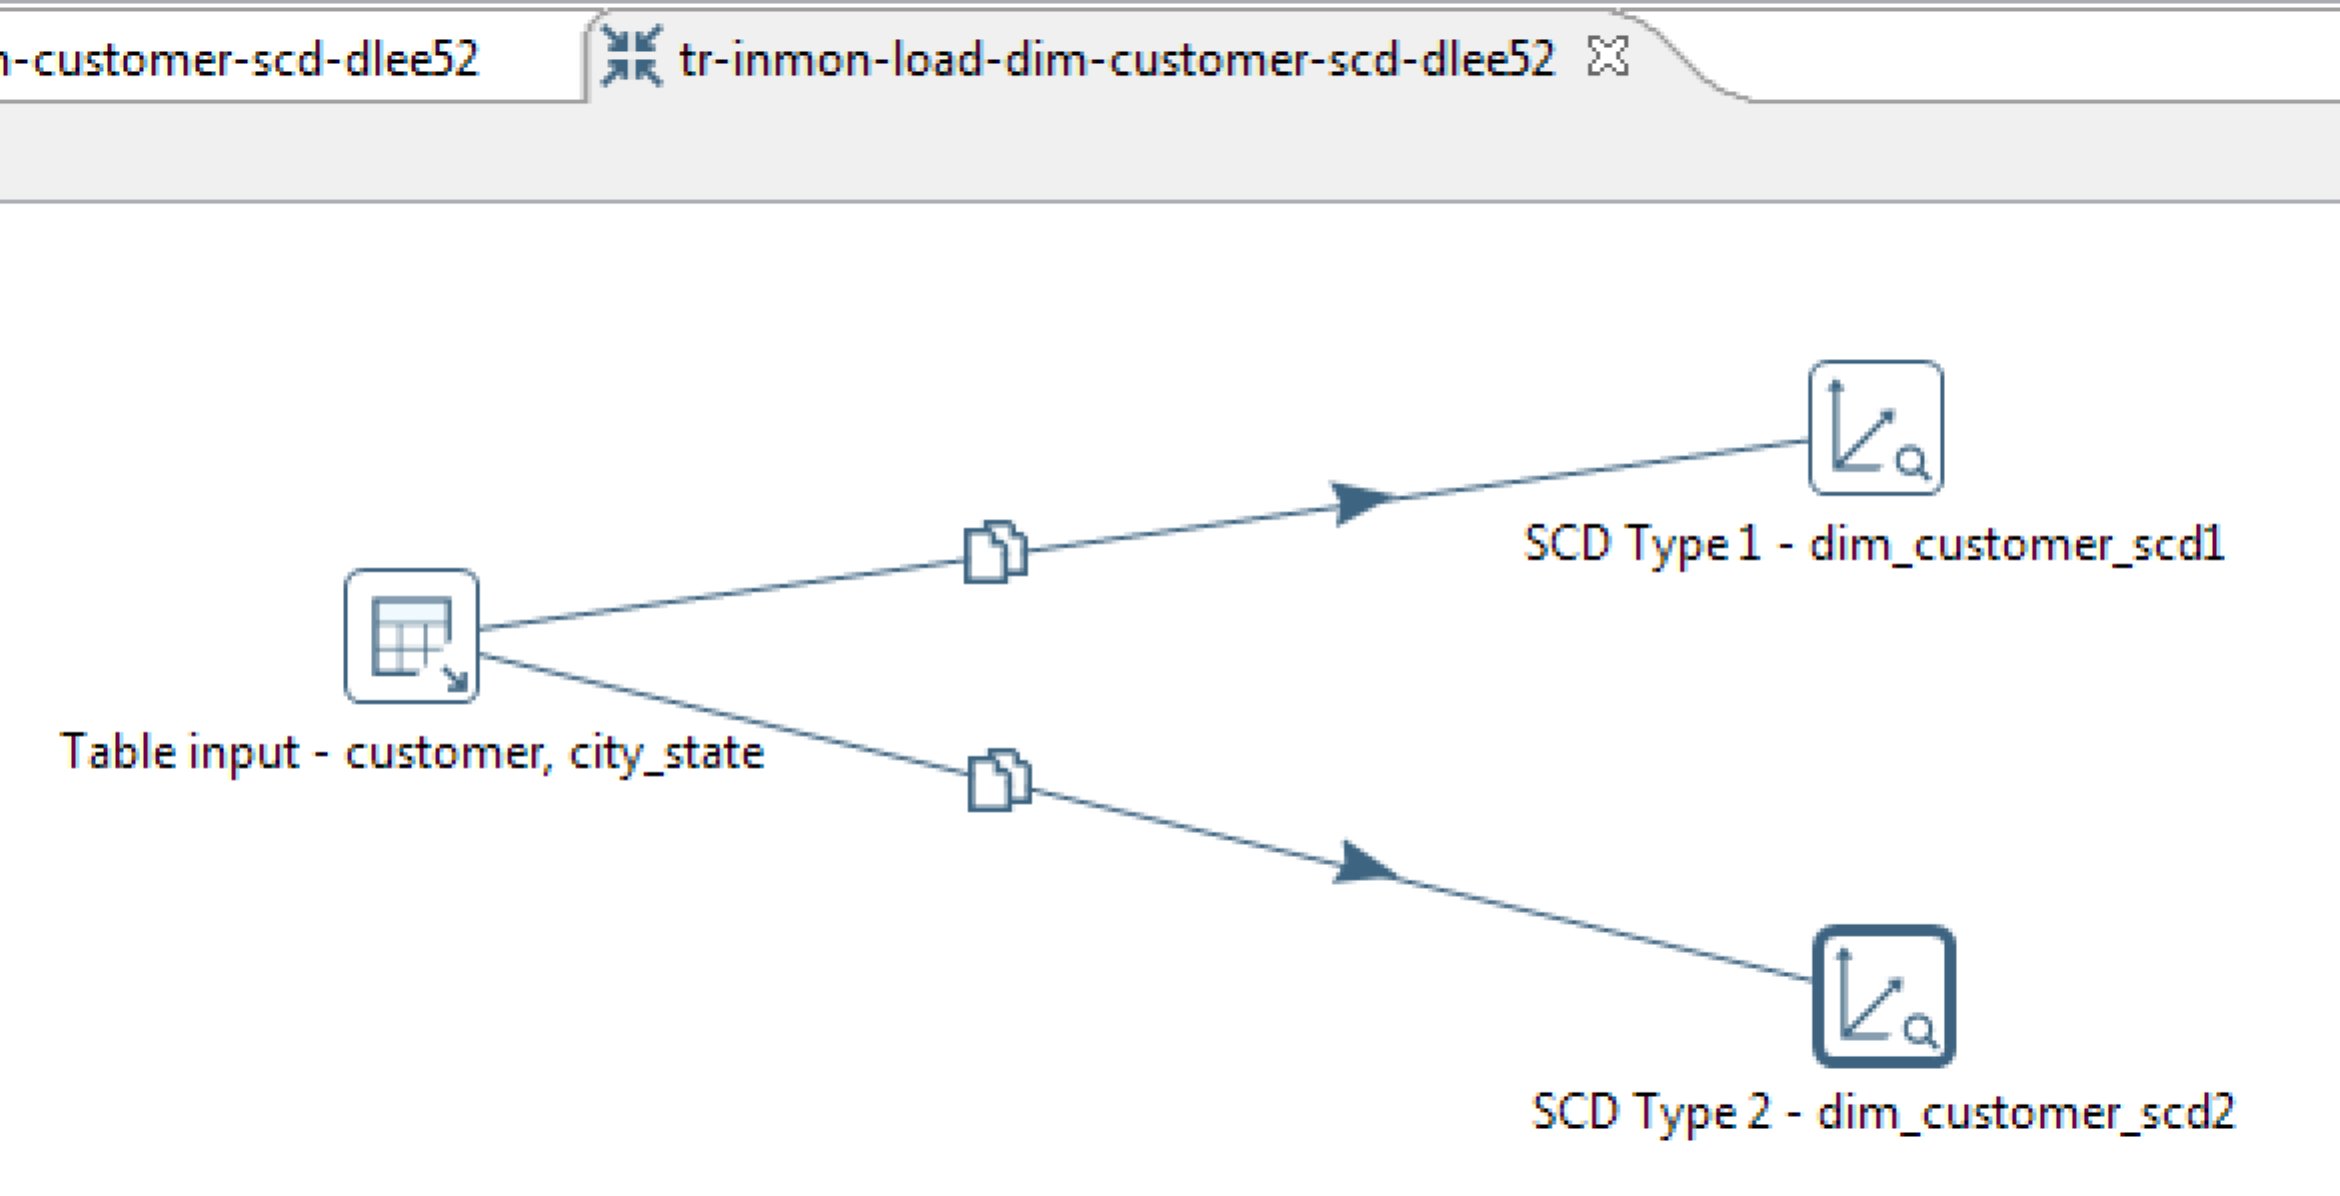 -customer-scd-dlee52
tr-inmon-load-dim-customer-scd-dlee52
SCD Type 1 - dim_customer_scd1
Table input - customer, city_state
SCD Type 2 - dim_customer_scd2